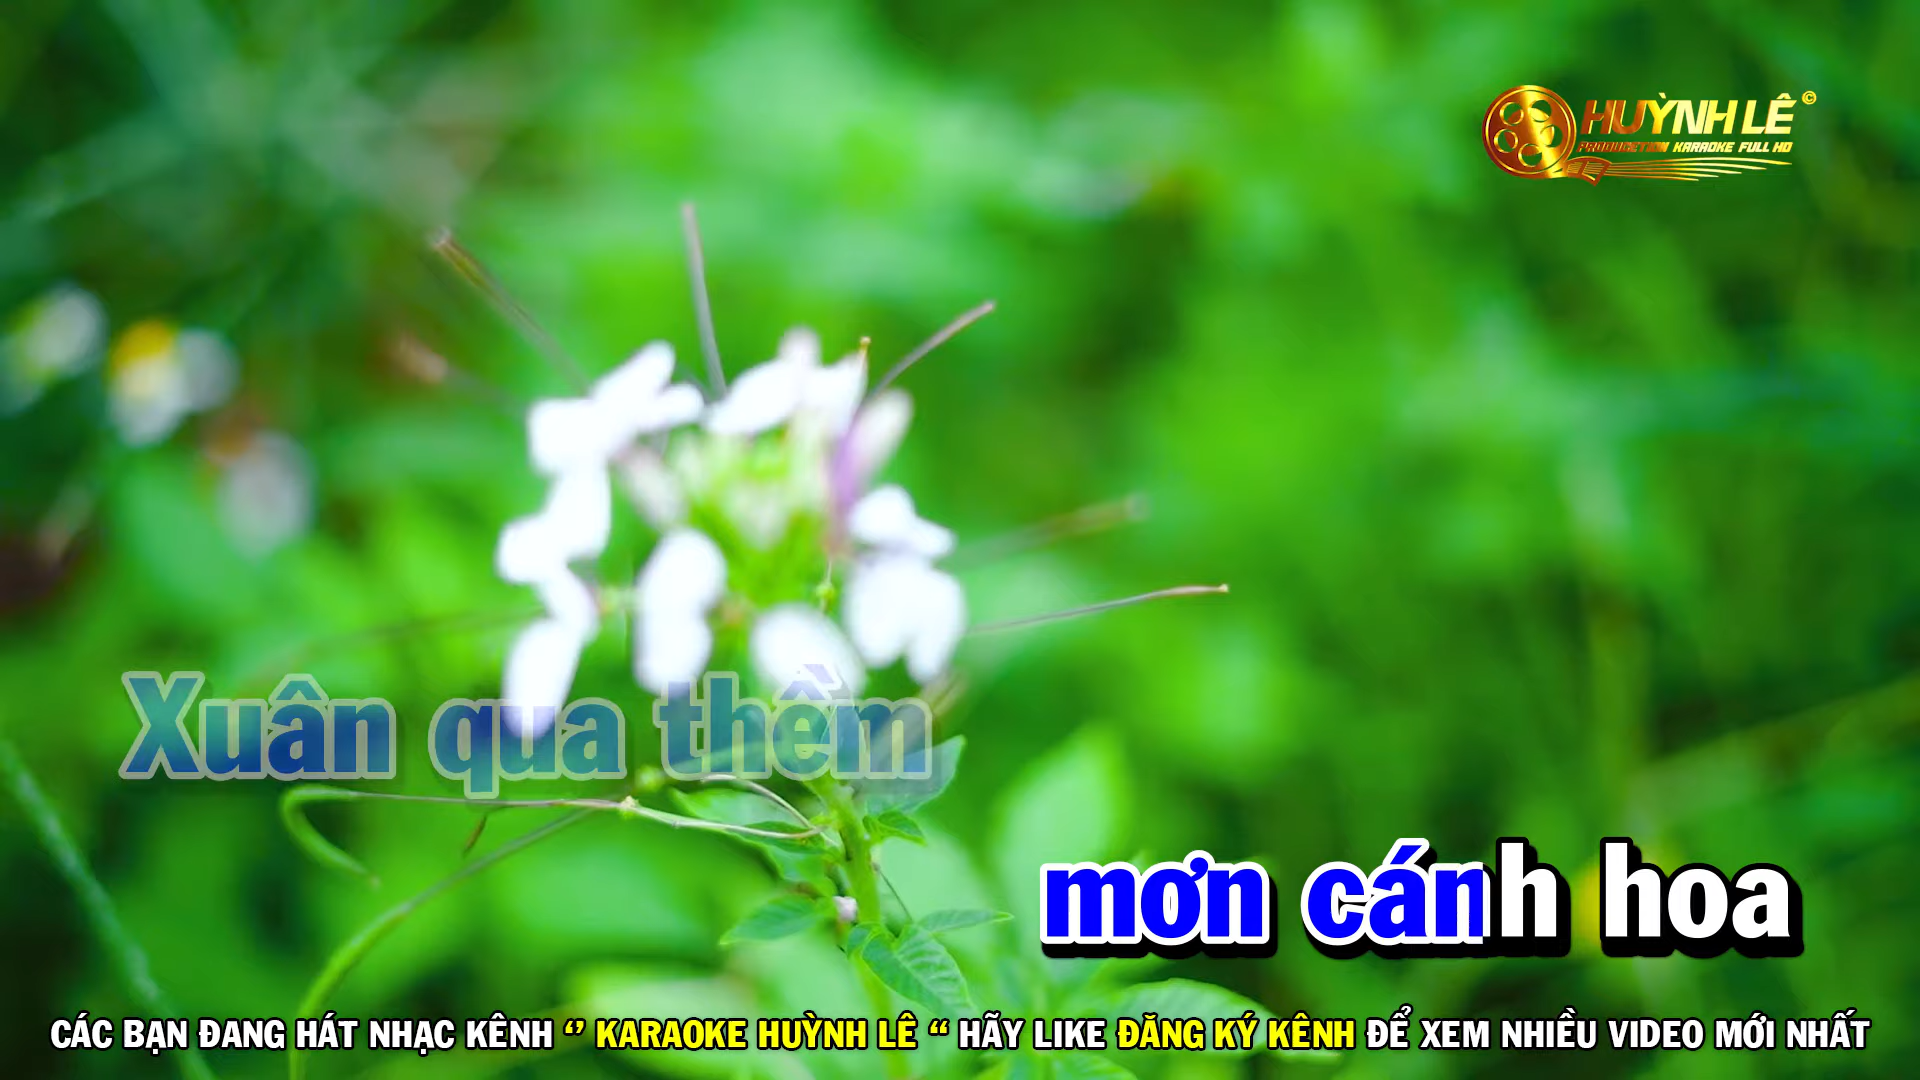 HUỲNH LÊ ©
PRODUCETION KARAOKE FULL HD
Xuân qua thềm
mơn cánh hoa
CÁC BẠN ĐANG HÁT NHẠC KÊNH ‘’ KARAOKE HUỲNH LÊ “ HÃY LIKE ĐĂNG KÝ KÊNH ĐỂ XEM NHIỀU VIDEO MỚI NHẤT